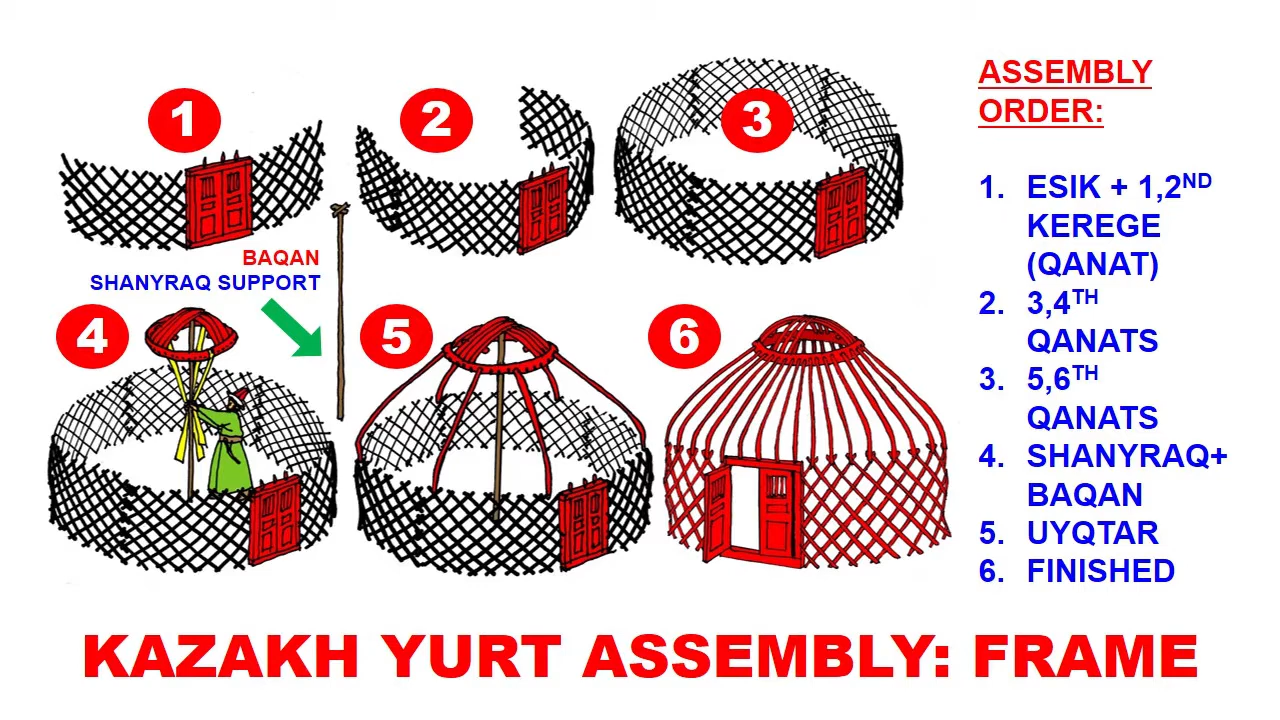 1
2
3
BAQAN
SHANYRAQ SUPPORT
4
5
6
ASSEMBLY
ORDER:
1. ESIK + 1,2ND
KEREGE
(QANAT)
2. 3,4TH
QANATS
3. 5,6TH
QANATS
4. SHANYRAQ+
BAQAN
5. UYQTAR
6. FINISHED
KAZAKH YURT ASSEMBLY: FRAME